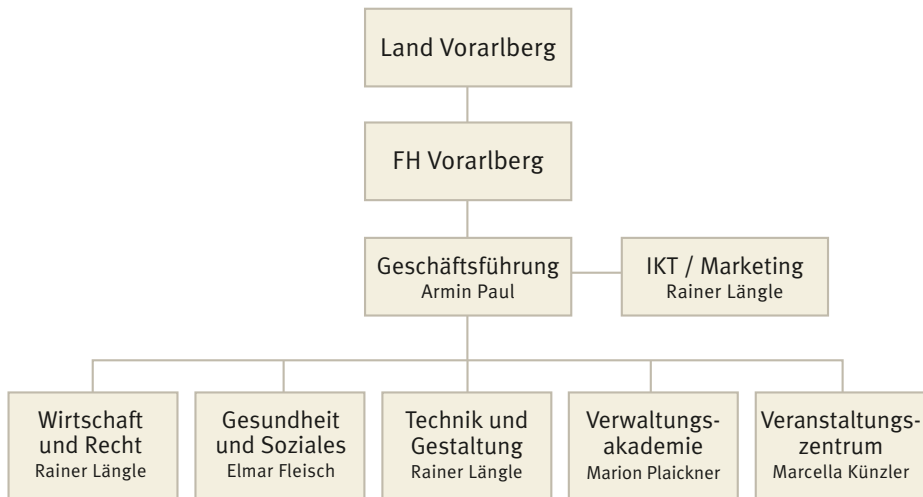 Land Vorarlberg
FH Vorarlberg
Geschäftsführung
Armin Paul
IKT / Marketing
Rainer Längle
Wirtschaft
und Recht
Rainer Längle
Gesundheit
und Soziales
Elmar Fleisch
Technik und
Gestaltung
Rainer Längle
Verwaltungs-
akademie
Marion Plaickner
Veranstaltungs-
zentrum
Marcella Künzler